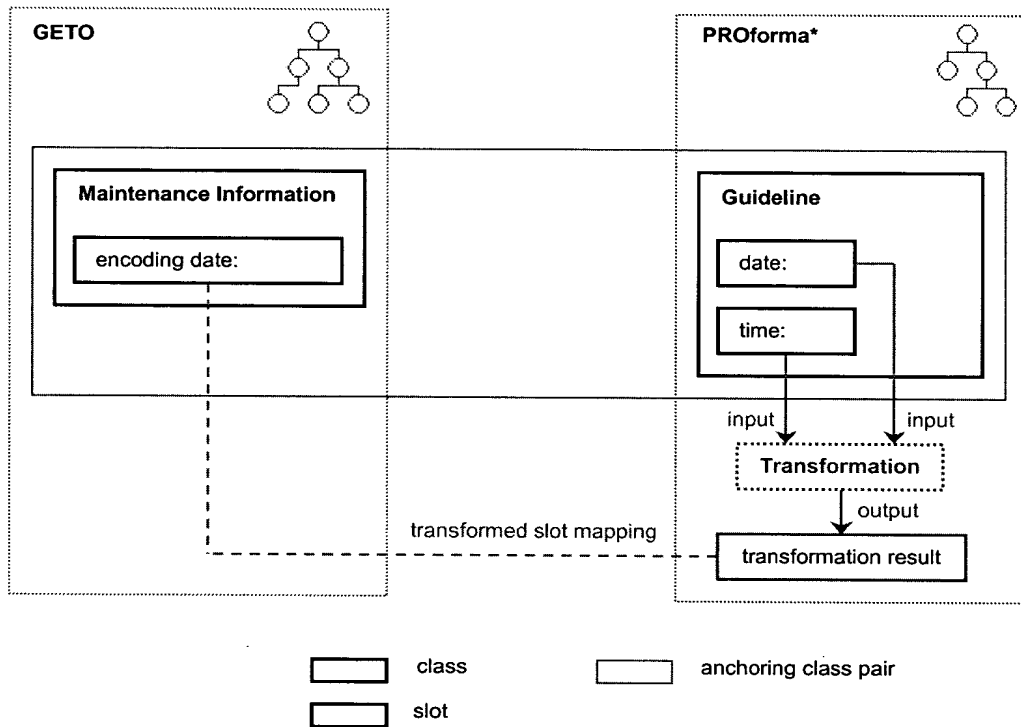 GETO
PROforma*
Maintenance Information
encoding date:
Guideline
date:
time:
input
input
Transformation
output
transformed slot mapping
transformation result
class
anchoring class pair
slot